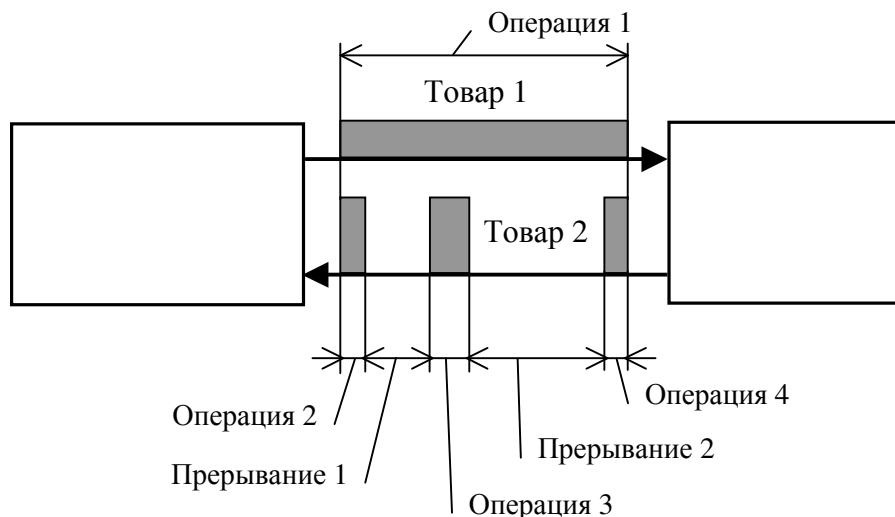 Операция 1
Товар 1
Товар 2
Операция 2
Операция 4
Прерывание 2
Прерывание 1
Операция 3